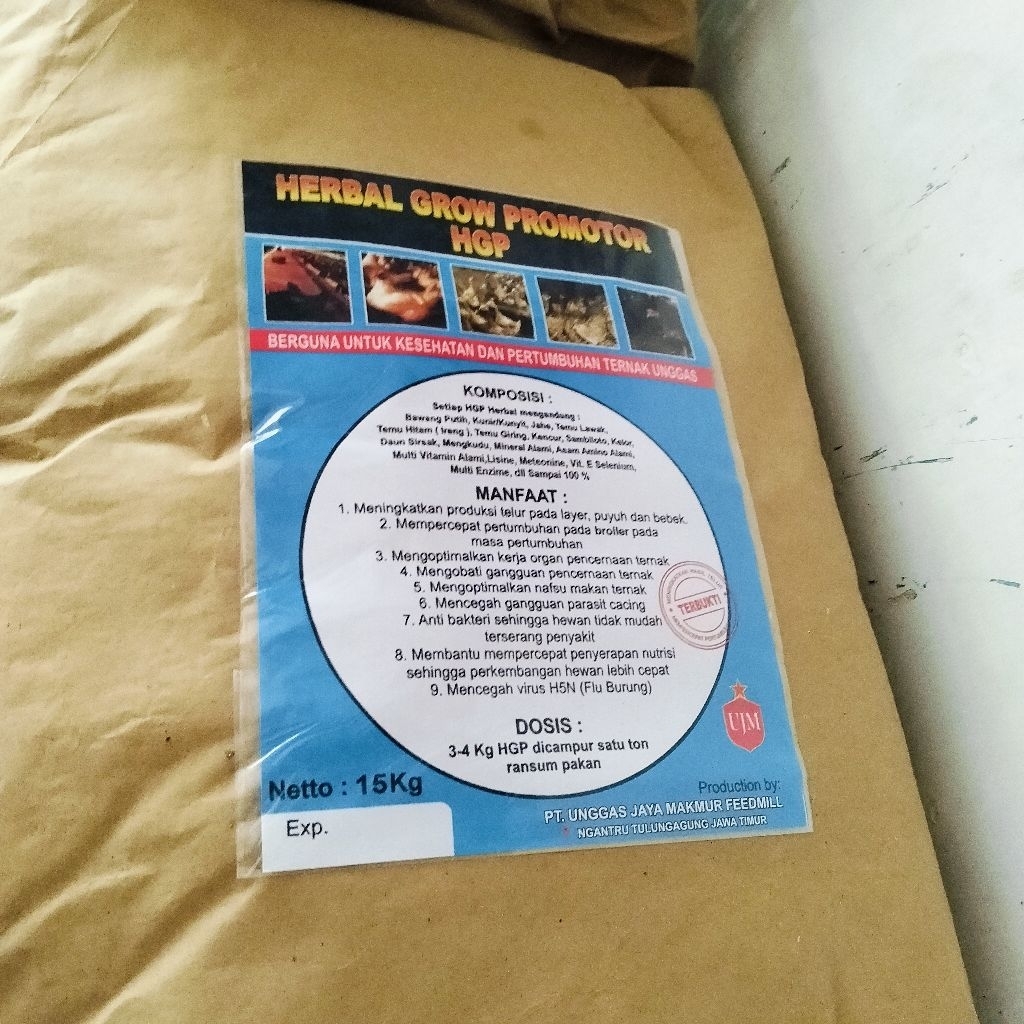 HERBAL GROW PROMOTOR
HGP
BERGUNA UNTUK KESEHATAN DAN PERTUMBUHAN TERNAK UNGGAS
KOMPOSISI :
Setiap HGP Herbal mengandung :
Bawang Putih, Kunir/Kunyit, Jahe, Temu Lawak,
Temu Hitam ( Ireng ), Temu Giring, Kencur, Sambiloto, Kelor,
Daun Sirsak, Mengkudu, Mineral Alami, Asam Amino Alami,
Multi Vitamin Alami,Lisine, Meteonine, Vit. E Selenium,
Multi Enzime, dll Sampai 100 %
MANFAAT :
1. Meningkatkan produksi telur pada layer, puyuh dan bebek.
2. Mempercepat pertumbuhan pada broiler pada
masa pertumbuhan
3. Mengoptimalkan kerja organ pencernaan ternak
4. Mengobati gangguan pencernaan ternak
5. Mengoptimalkan nafsu makan ternak
6. Mencegah gangguan parasit cacing
7. Anti bakteri sehingga hewan tidak mudah
terserang penyakit
8. Membantu mempercepat penyerapan nutrisi
sehingga perkembangan hewan lebih cepat
9. Mencegah virus H5N (Flu Burung)
TERBUKTI
DOSIS :
3-4 Kg HGP dicampur satu ton
ransum pakan
UJM
Netto : 15Kg
Exp.
Production by:
PT. UNGGAS JAYA MAKMUR FEEDMILL
NGANTRU TULUNGAGUNG JAWA TIMUR